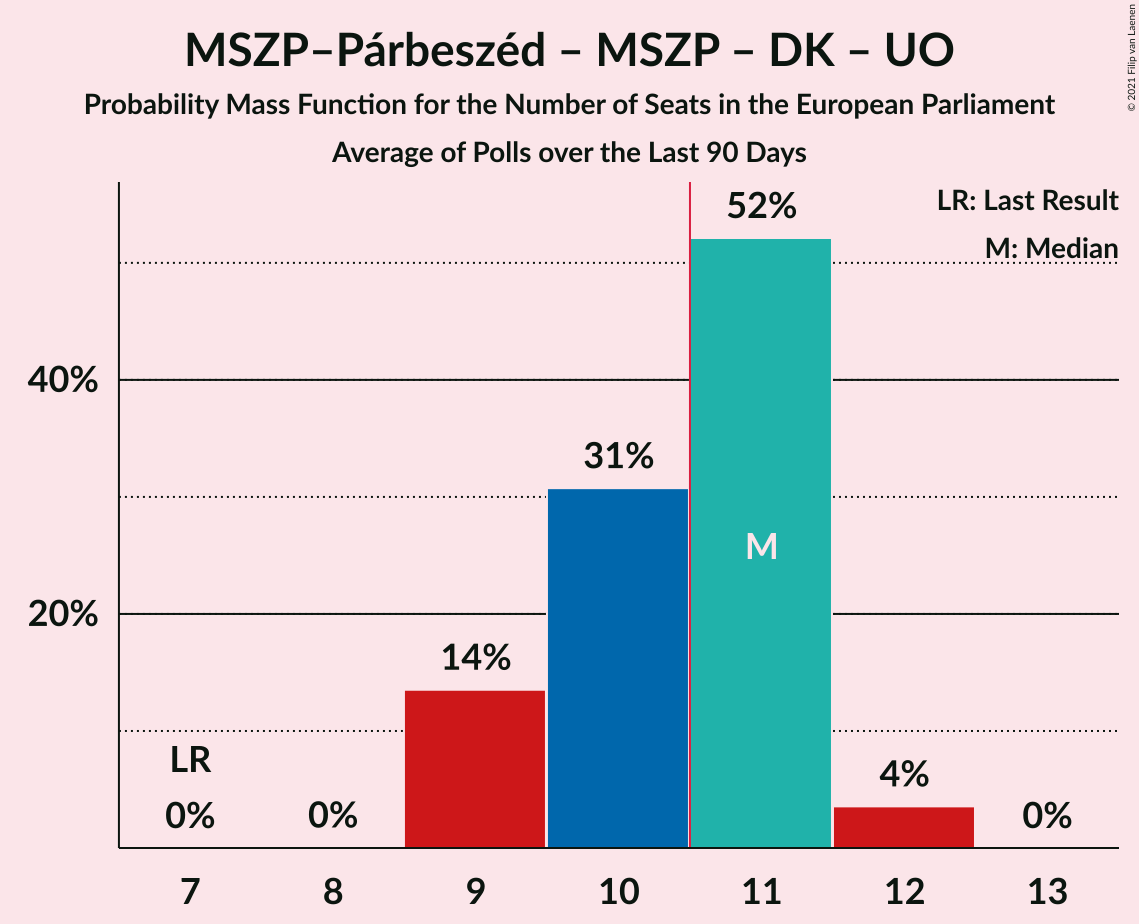 MSZP–Párbeszéd – MSZP – DK – UO
Probability Mass Function for the Number of Seats in the European Parliament
Average of Polls over the Last 90 Days
© 2021 Filip van Laenen
LR: Last Result
M: Median
52%
40%
31%
M
20%
14%
LR
4%
0%
0%
0%
7 8 9 10 11 12 13